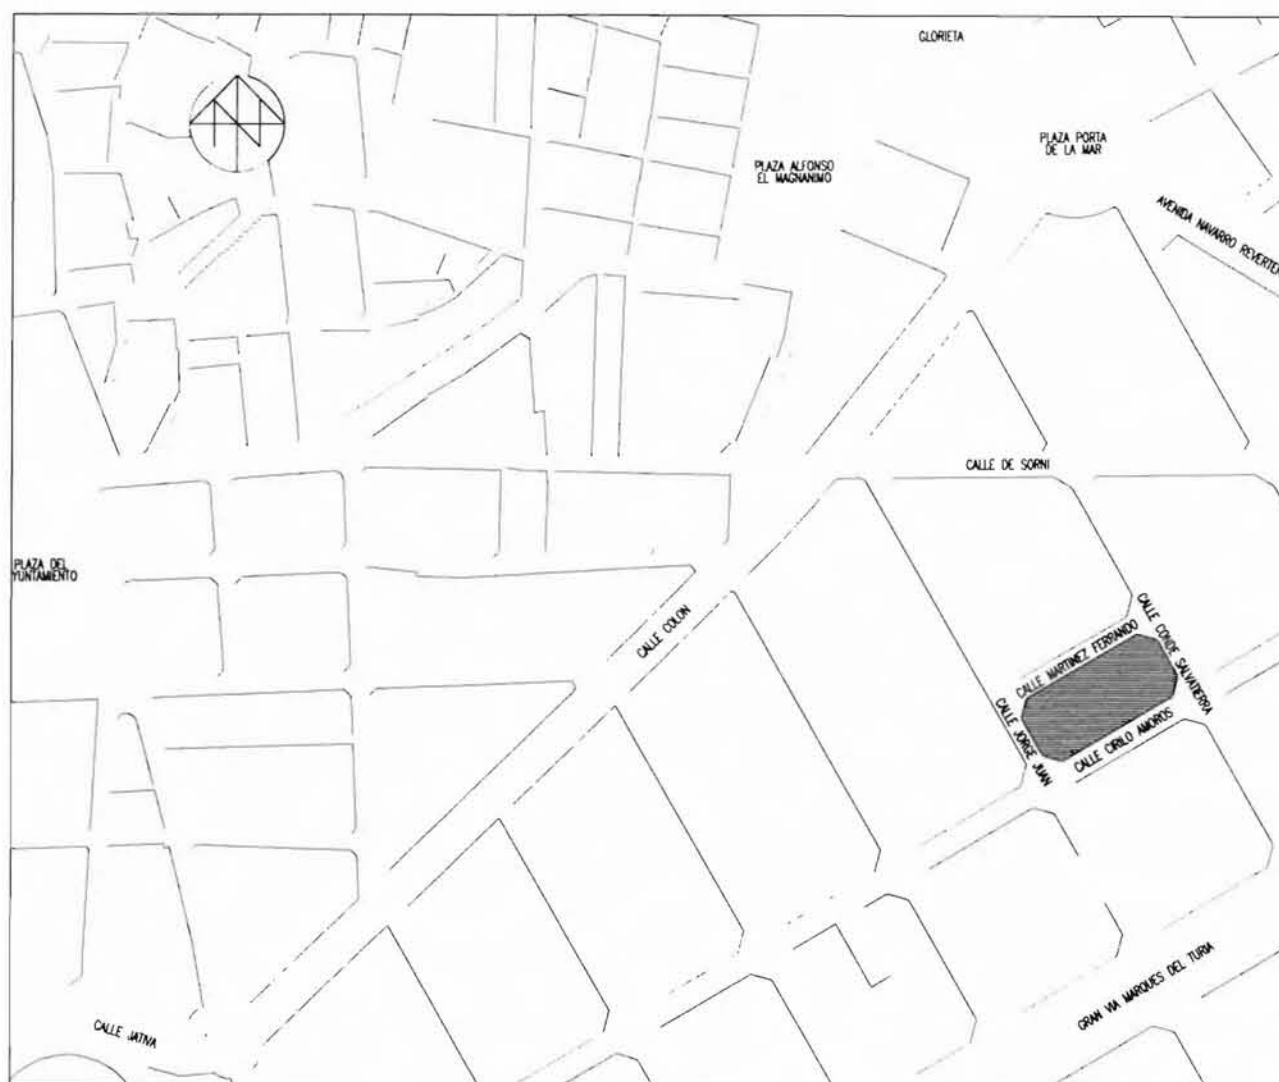 GLORIETA
PLAZA PORTA
DE LA MAR
PLAZA ALFONSO
EL MAGNANIMO
AVENIDA NAVARRO REVERTER
CALLE DE SORNI
PLAZA DEL
YUNTAMIENTO
CALLE COLON
CALLE CONDE SALVATIERRA
CALLE MARTINEZ FERRANDO
CALLE JORGE JUAN
CALLE CIRILO AMOROS
GRAN VIA MARQUES DEL TURIA
CALLE JATIVA